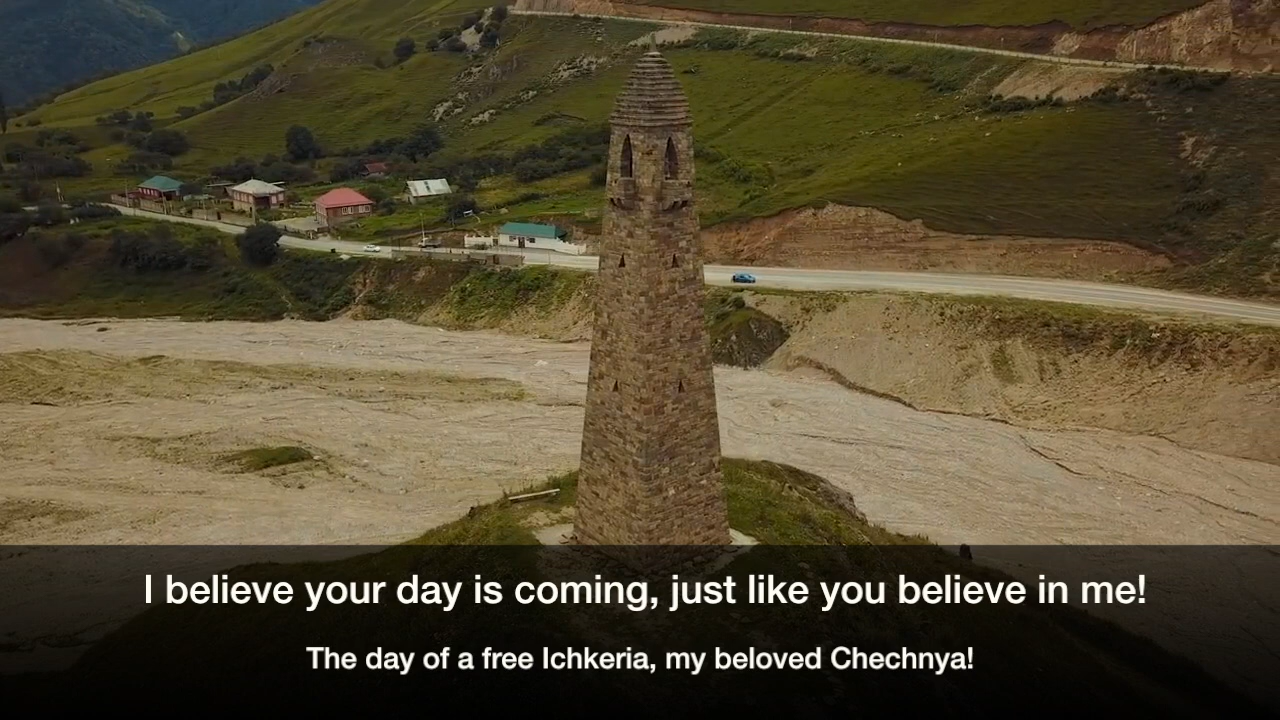 I believe your day is coming, just like you believe in me!
The day of a free Ichkeria, my beloved Chechnya!